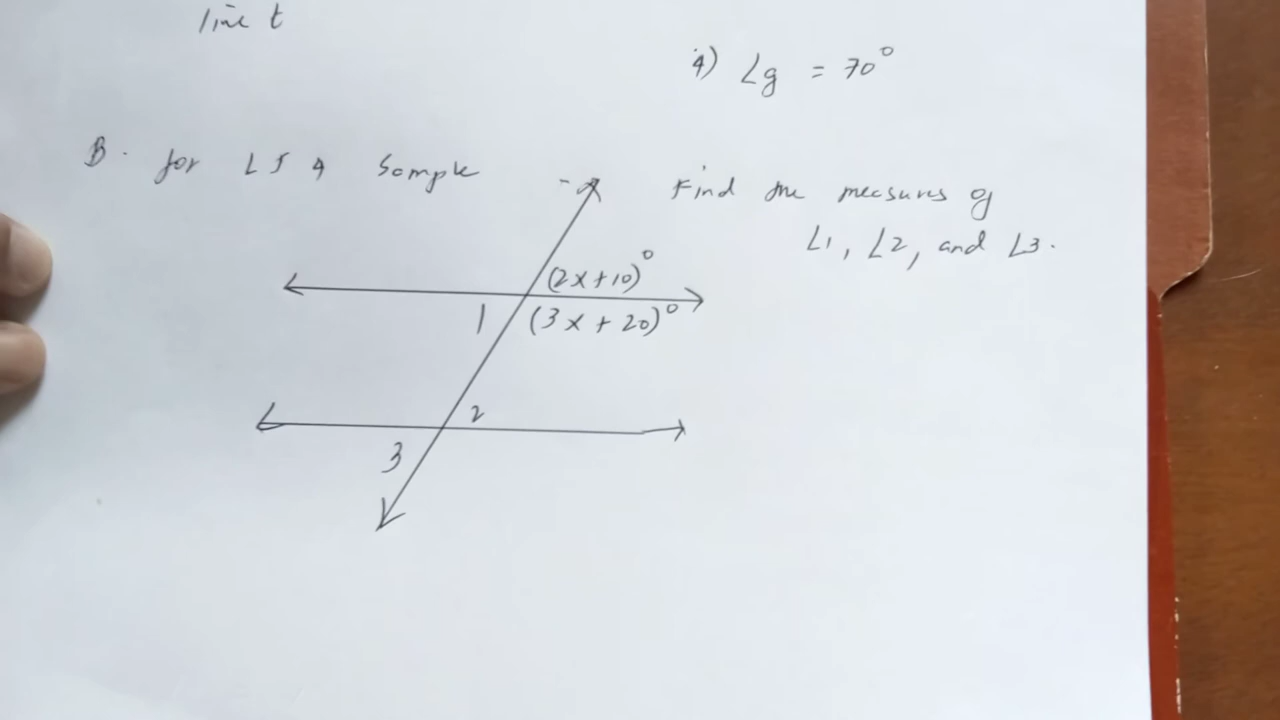 line t
4) ∠g = 70°
B. for LS 4 Sample
Find the measures of
∠1, ∠2, and ∠3.
(2x+10)°
1 (3x + 20)°
2
3